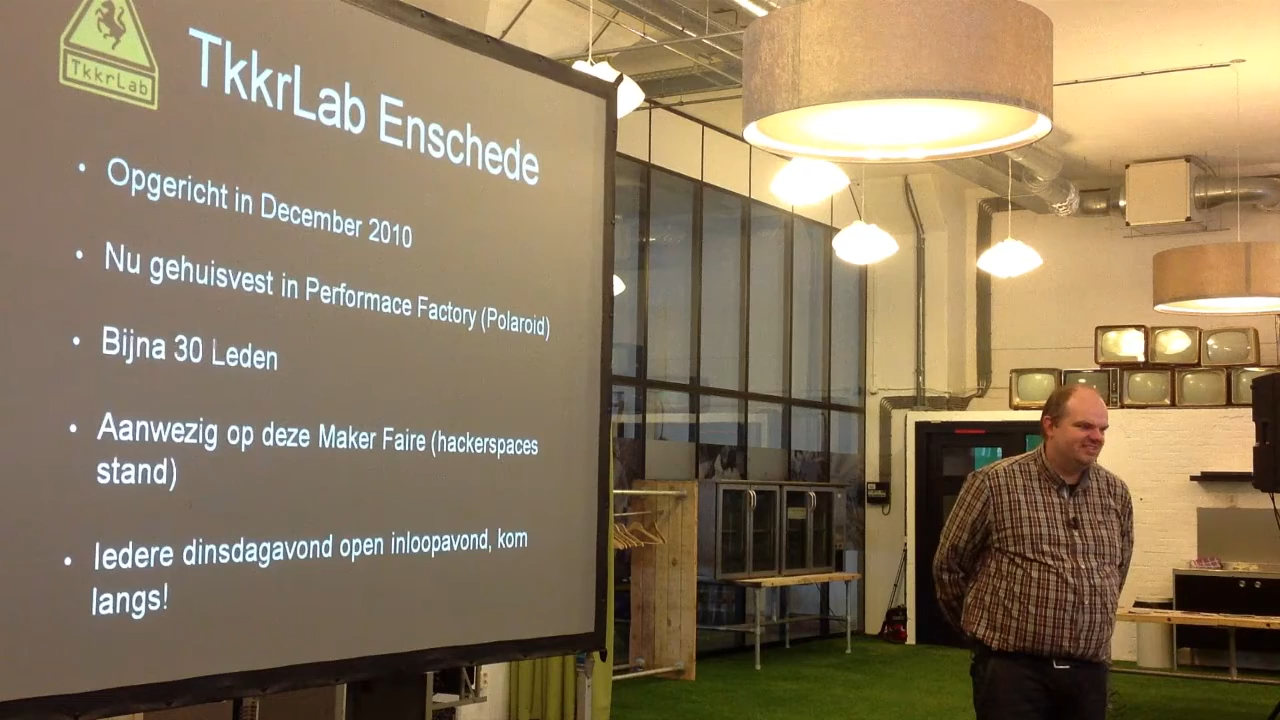 TkkrLab
TkkrLab Enschede
• Opgericht in December 2010
• Nu gehuisvest in Performace Factory (Polaroid)
• Bijna 30 Leden
• Aanwezig op deze Maker Faire (hackerspaces
stand)
• Iedere dinsdagavond open inloopavond, kom
langs!